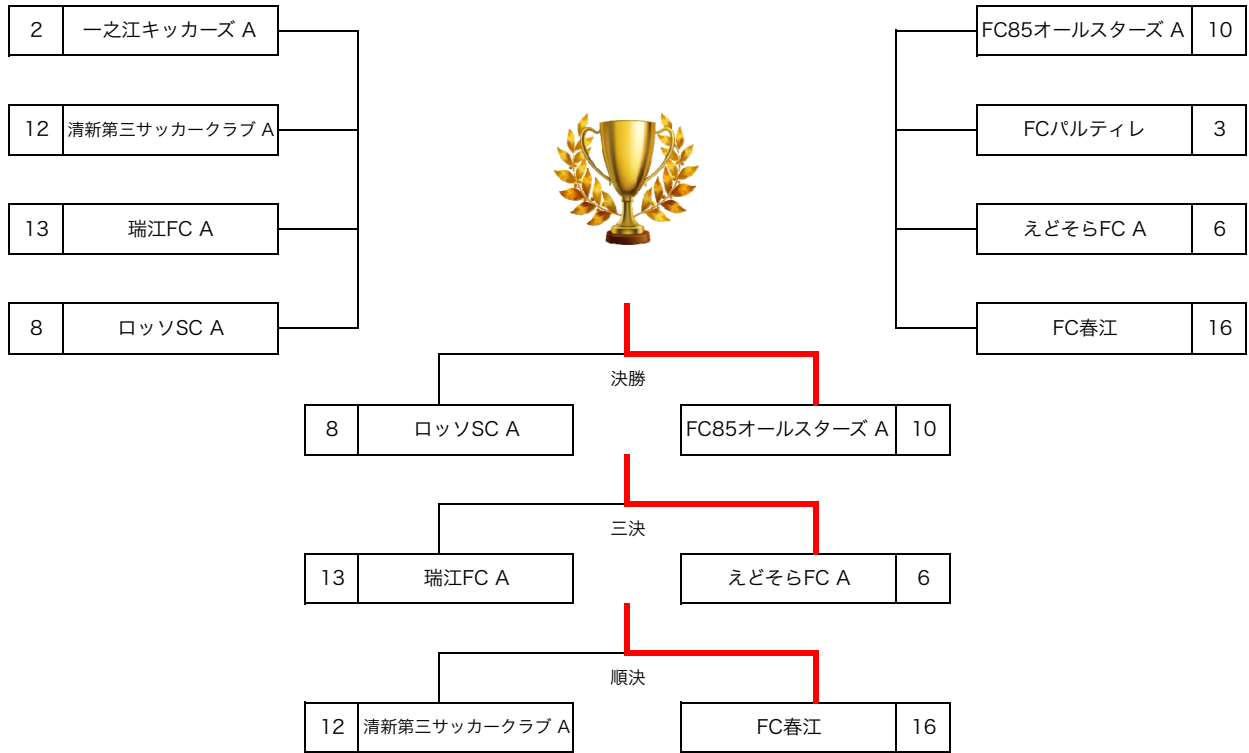 2 一之江キッカーズ A
12 清新第三サッカークラブ A
13 瑞江FC A
8 ロッソSC A
FC85オールスターズ A 10
FCパルティレ 3
えどそらFC A 6
FC春江 16
決勝
8 ロッソSC A
FC85オールスターズ A 10
三決
13 瑞江FC A
えどそらFC A 6
順決
12 清新第三サッカークラブ A
FC春江 16